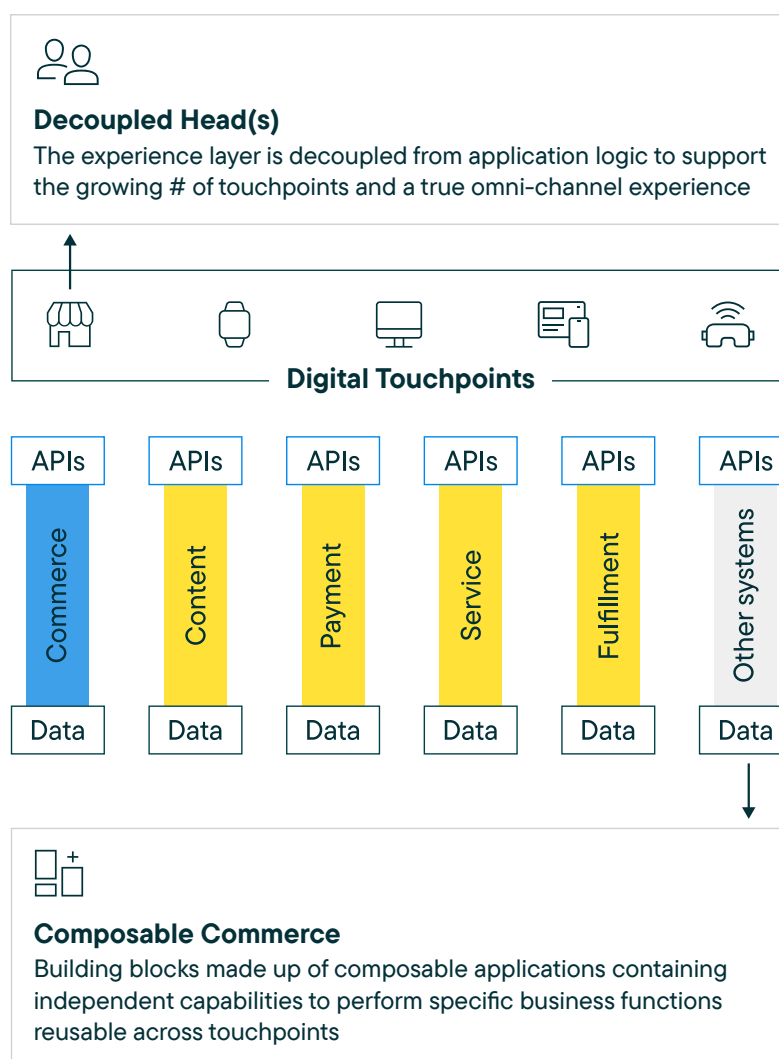 Decoupled Head(s)
The experience layer is decoupled from application logic to support
the growing # of touchpoints and a true omni-channel experience
Digital Touchpoints
APIs APIs APIs APIs APIs APIs
Commerce Content Payment Service Fulfillment Other systems
Data Data Data Data Data Data
Composable Commerce
Building blocks made up of composable applications containing
independent capabilities to perform specific business functions
reusable across touchpoints